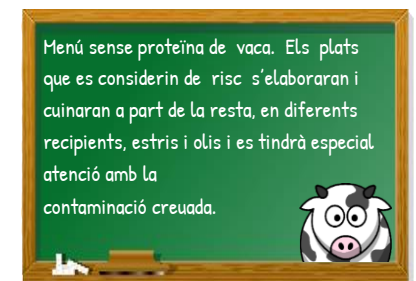 Menú sense proteïna de vaca. Els plats
que es considerin de risc s'elaboraran i
cuinaran a part de la resta, en diferents
recipients, estris i olis i es tindrà especial
atenció amb la
contaminació creuada.